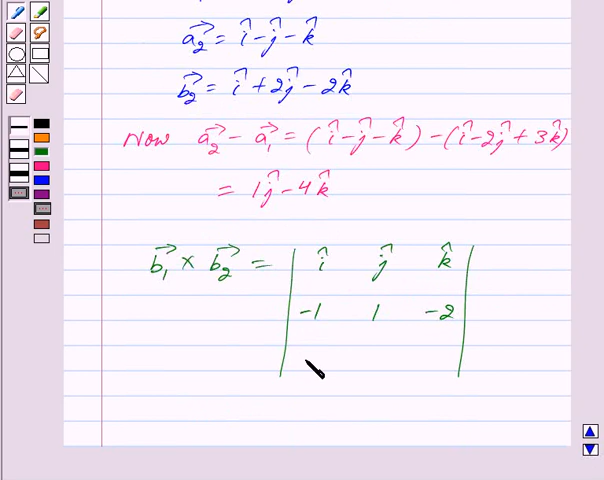 a₂⃗ = î - ĵ - k̂
b₂⃗ = î + 2ĵ - 2k̂
Now a₂⃗ - a₁⃗ = (î - ĵ - k̂) - (î - 2ĵ + 3k̂)
= 1ĵ - 4k̂
b₁⃗ × b₂⃗ = | î ĵ k̂ |
-1 1 -2